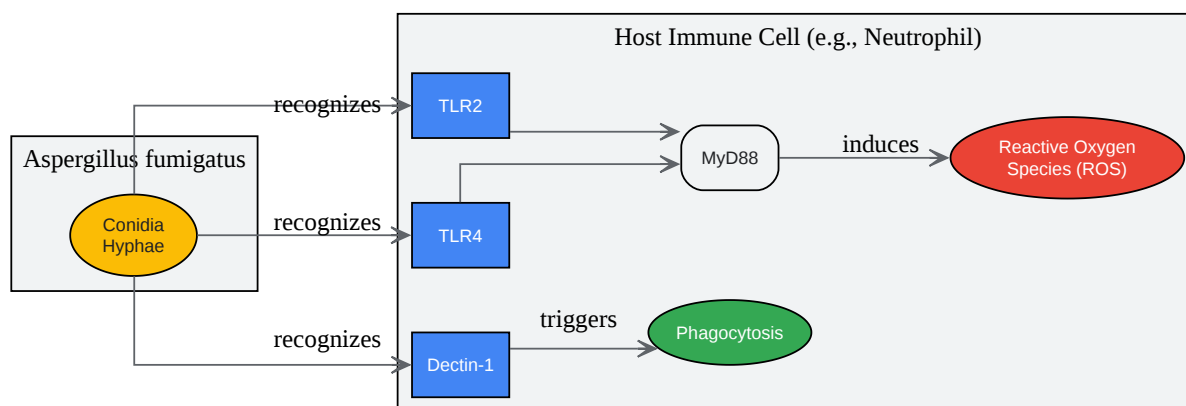 Host Immune Cell (e.g., Neutrophil)
recognizes
TLR2
Aspergillus fumigatus
MyD88
induces
Reactive Oxygen
Species (ROS)
Conidia
Hyphae
recognizes
TLR4
recognizes
Dectin-1
triggers
Phagocytosis